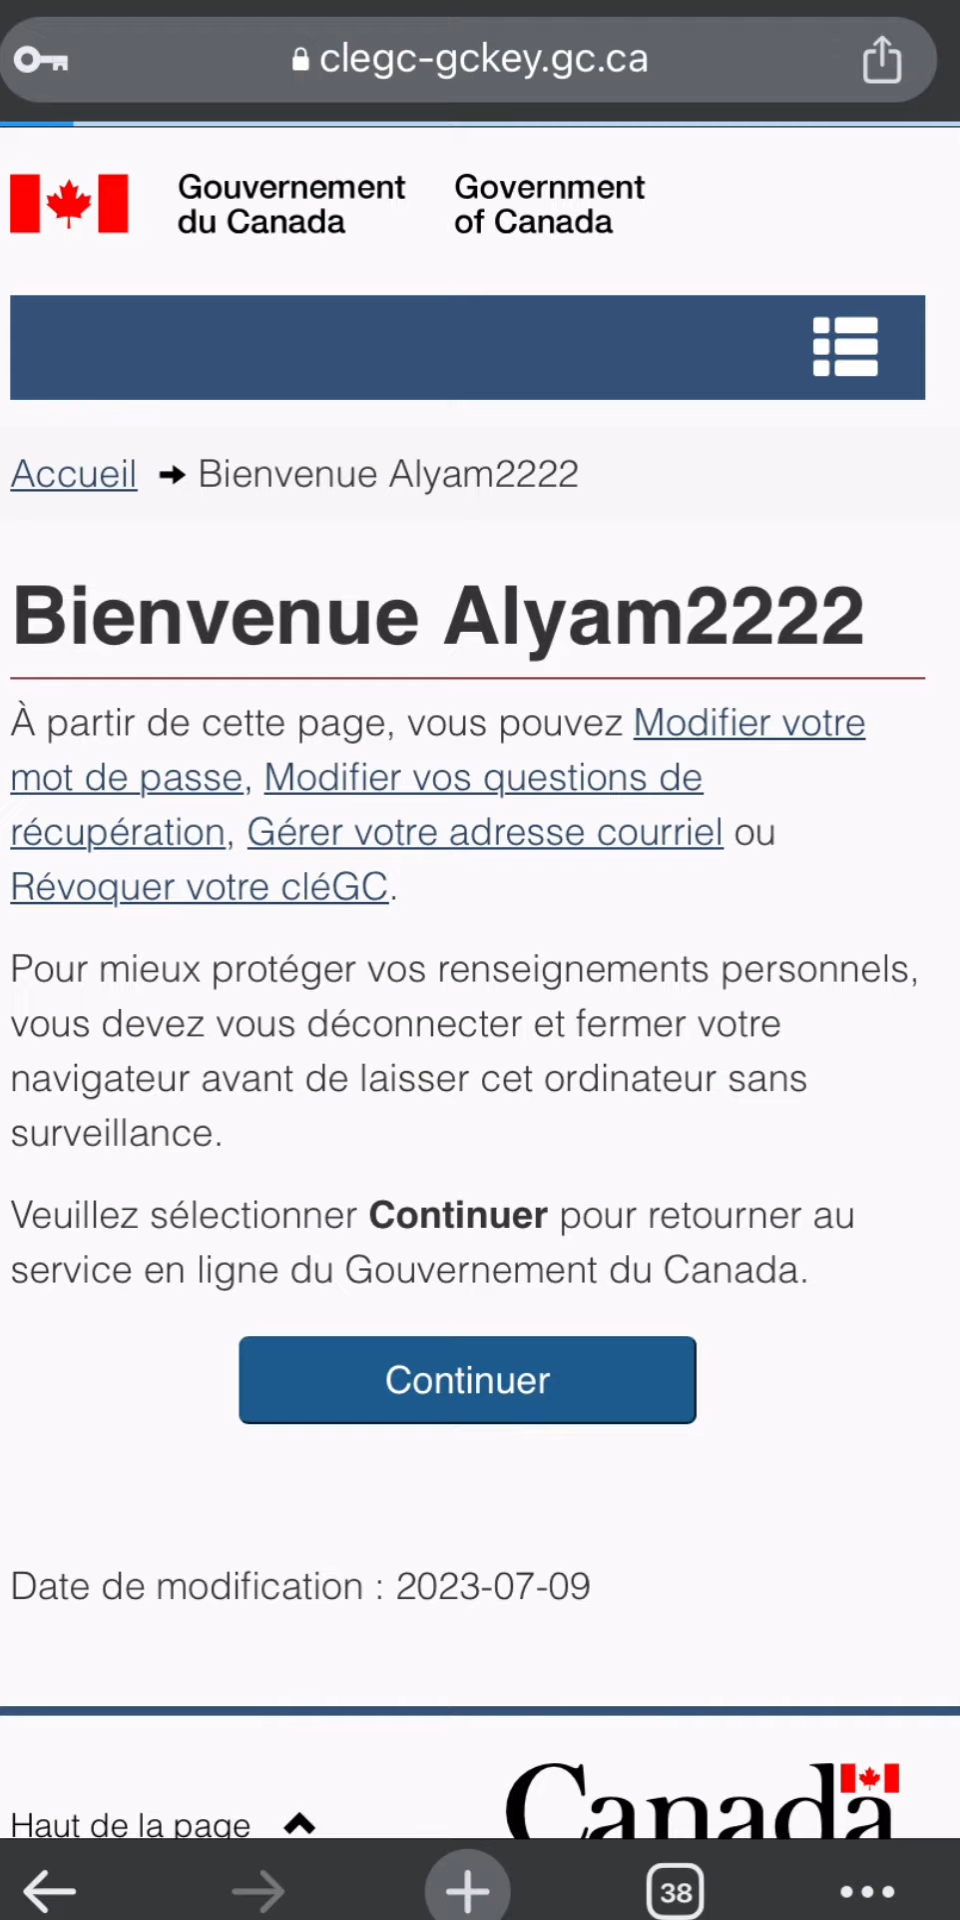 clegc-gckey.gc.ca
Gouvernement Government
du Canada of Canada
Accueil Bienvenue Alyam2222
Bienvenue Alyam2222
À partir de cette page, vous pouvez Modifier votre
mot de passe, Modifier vos questions de
récupération, Gérer votre adresse courriel ou
Révoquer votre cléGC.
Pour mieux protéger vos renseignements personnels,
vous devez vous déconnecter et fermer votre
navigateur avant de laisser cet ordinateur sans
surveillance.
Veuillez sélectionner Continuer pour retourner au
service en ligne du Gouvernement du Canada.
Continuer
Date de modification : 2023-07-09
Haut de la page Canada
38